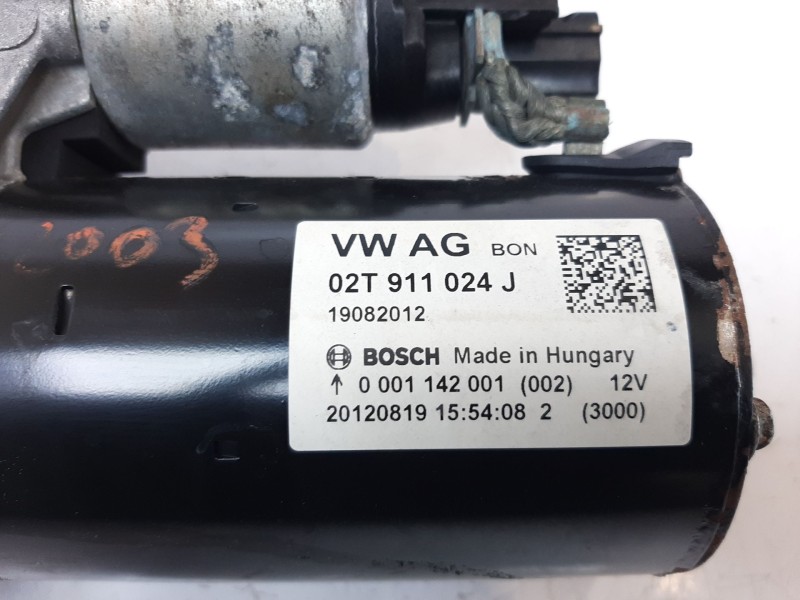 2003
VW AG BON
02T 911 024 J
19082012
BOSCH Made in Hungary
↑ 0 001 142 001 (002) 12V
20120819 15:54:08 2 (3000)